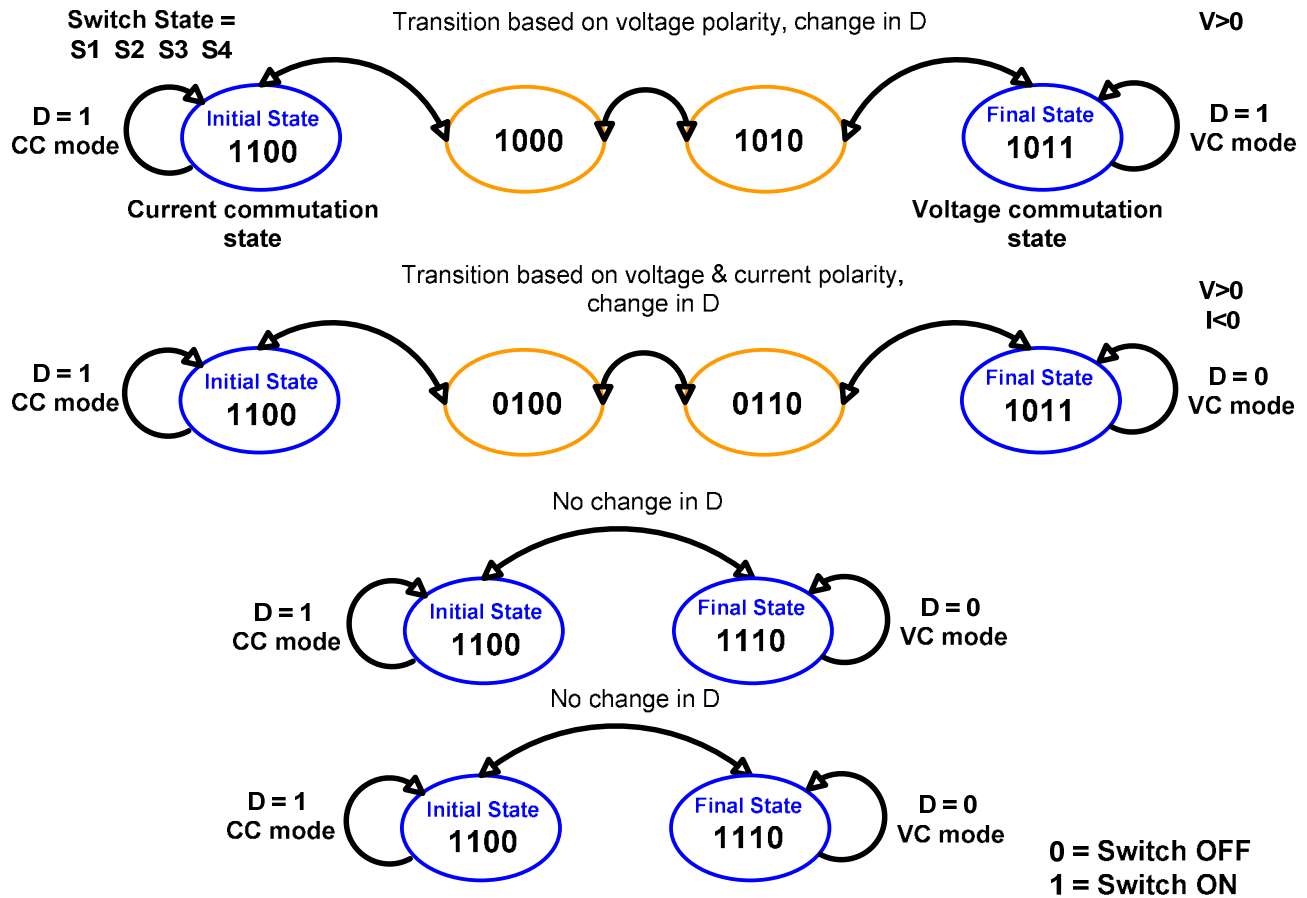 Switch State =
S1 S2 S3 S4
Transition based on voltage polarity, change in D
V>0
D = 1
CC mode
Initial State
1100
1000
1010
Final State
1011
D = 1
VC mode
Current commutation
state
Voltage commutation
state
Transition based on voltage & current polarity,
change in D
V>0
I<0
D = 1
CC mode
Initial State
1100
0100
0110
Final State
1011
D = 0
VC mode
No change in D
D = 1
CC mode
Initial State
1100
Final State
1110
D = 0
VC mode
No change in D
D = 1
CC mode
Initial State
1100
Final State
1110
D = 0
VC mode
0 = Switch OFF
1 = Switch ON